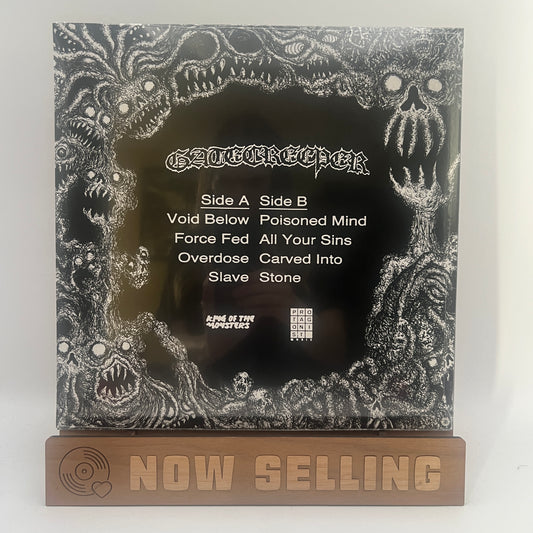 GATECREEPER
Side A Side B
Void Below Poisoned Mind
Force Fed All Your Sins
Overdose Carved Into
Slave Stone
KING OF THE
MONSTERS
PRO
TAG
ONI
ST
MUSIC
NOW SELLING